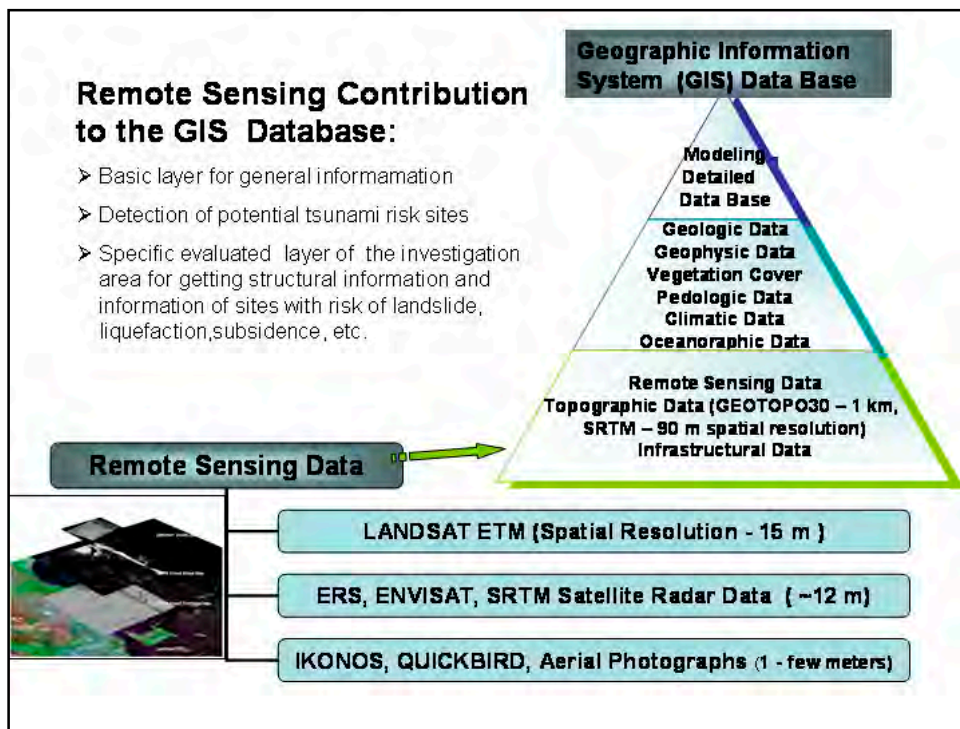 Remote Sensing Contribution
to the GIS Database:
➢ Basic layer for general informamation
➢ Detection of potential tsunami risk sites
➢ Specific evaluated layer of the investigation
area for getting structural information and
information of sites with risk of landslide,
liquefaction,subsidence, etc.
Geographic Information
System (GIS) Data Base
Modeling
Detailed
Data Base
Geologic Data
Geophysic Data
Vegetation Cover
Pedologic Data
Climatic Data
Oceanoraphic Data
Remote Sensing Data
Topographic Data (GEOTOPO30 – 1 km,
SRTM – 90 m spatial resolution)
Infrastructural Data
Remote Sensing Data
LANDSAT ETM (Spatial Resolution - 15 m )
ERS, ENVISAT, SRTM Satellite Radar Data ( ~12 m)
IKONOS, QUICKBIRD, Aerial Photographs (1 - few meters)